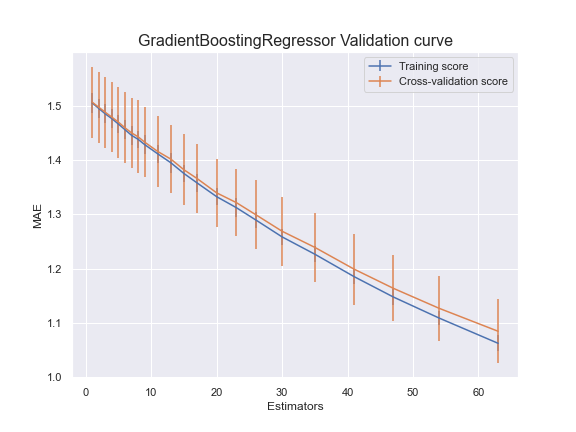 GradientBoostingRegressor Validation curve
Training score
Cross-validation score
1.5
1.4
1.3
1.2
1.1
1.0
MAE
0 10 20 30 40 50 60
Estimators